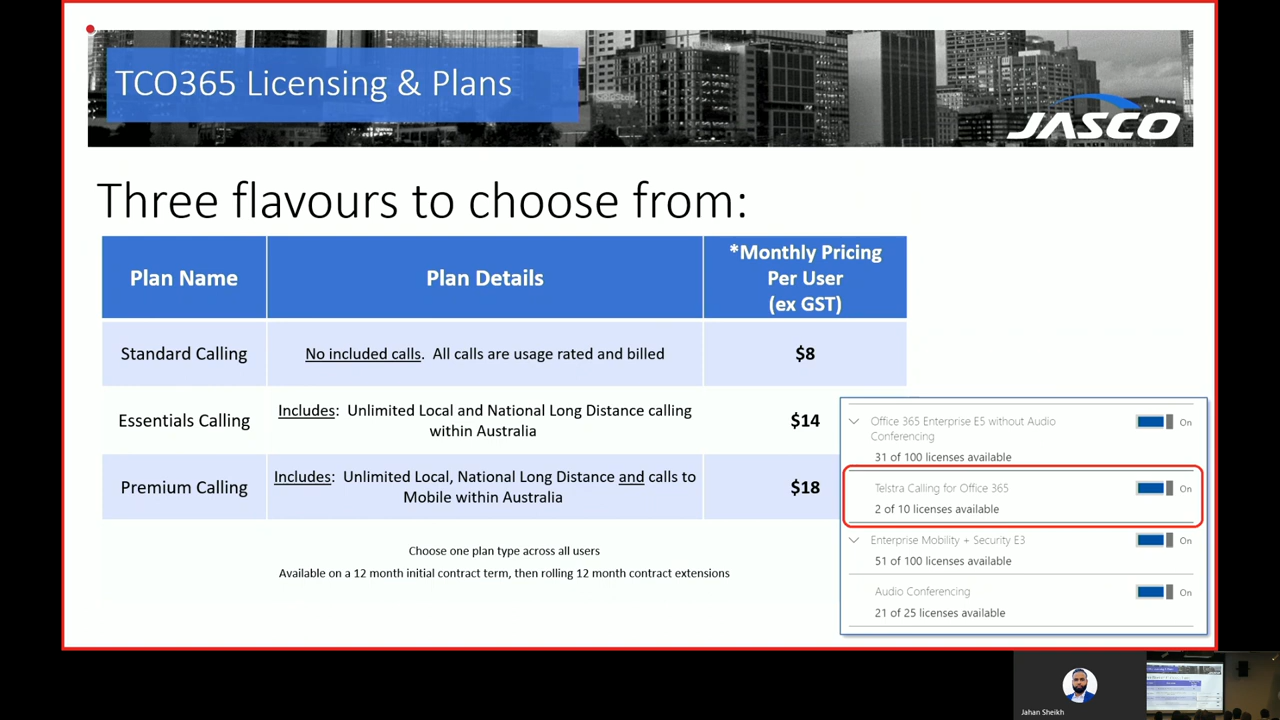 TCO365 Licensing & Plans
JASCO
Three flavours to choose from:
Plan Name
Plan Details
*Monthly Pricing
Per User
(ex GST)
Standard Calling
No included calls. All calls are usage rated and billed
$8
Essentials Calling
Includes: Unlimited Local and National Long Distance calling
within Australia
$14
Premium Calling
Includes: Unlimited Local, National Long Distance and calls to
Mobile within Australia
$18
Choose one plan type across all users
Available on a 12 month initial contract term, then rolling 12 month contract extensions
Office 365 Enterprise E5 without Audio
Conferencing
On
31 of 100 licenses available
Telstra Calling for Office 365
On
2 of 10 licenses available
Enterprise Mobility + Security E3
On
51 of 100 licenses available
Audio Conferencing
On
21 of 25 licenses available
Jahan Sheikh